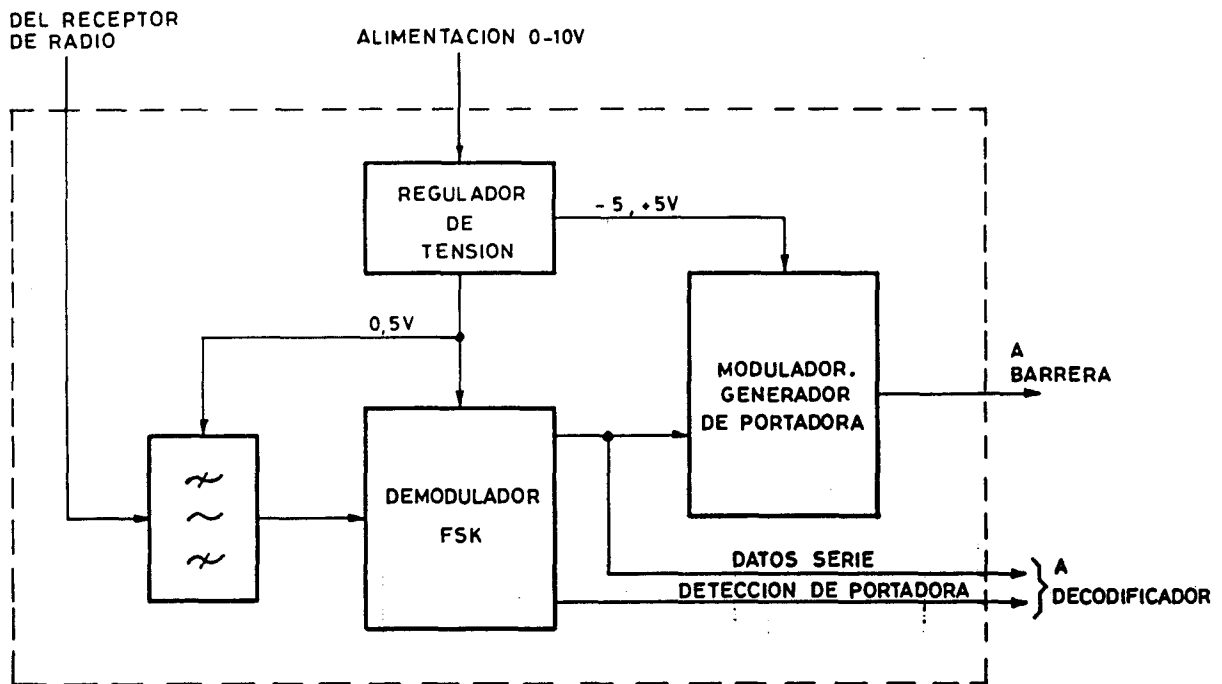 DEL RECEPTOR
DE RADIO
ALIMENTACION 0-10V
REGULADOR
DE
TENSION
- 5, +5V
0,5V
MODULADOR.
GENERADOR
DE PORTADORA
A
BARRERA
DEMODULADOR
FSK
DATOS SERIE
DETECCION DE PORTADORA
A
DECODIFICADOR